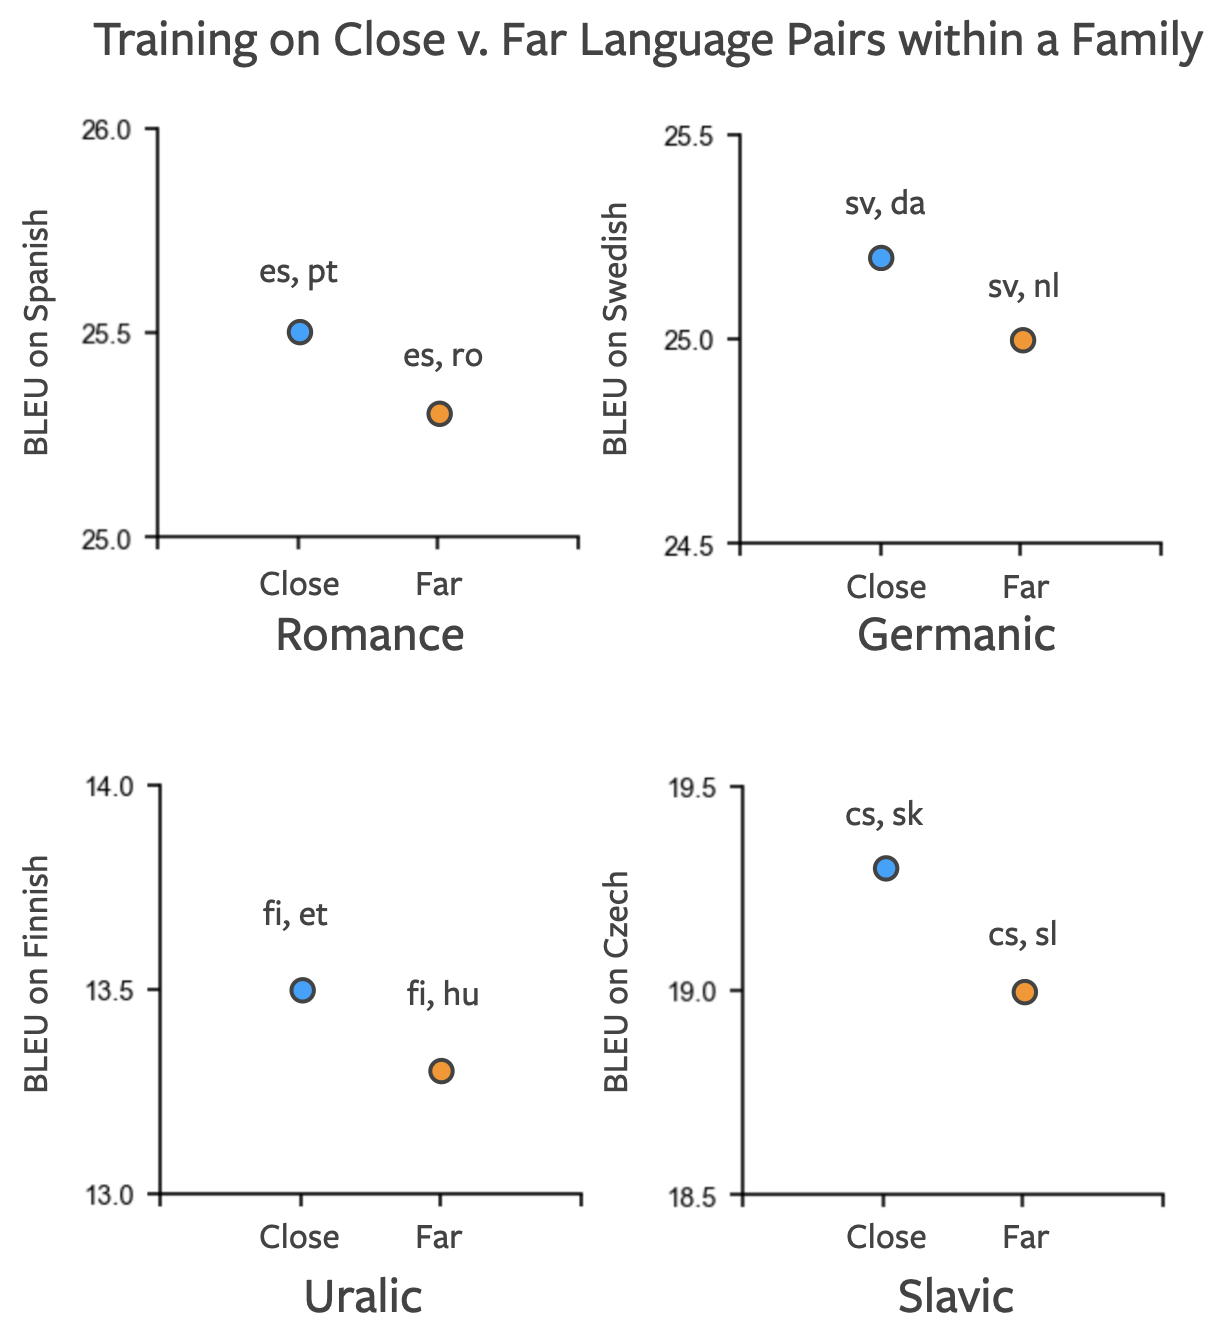 Training on Close v. Far Language Pairs within a Family
BLEU on Spanish
26.0
25.5
25.0
es, pt
es, ro
Close
Far
Romance
BLEU on Swedish
25.5
25.0
24.5
sv, da
sv, nl
Close
Far
Germanic
BLEU on Finnish
14.0
13.5
13.0
fi, et
fi, hu
Close
Far
Uralic
BLEU on Czech
19.5
19.0
18.5
cs, sk
cs, sl
Close
Far
Slavic